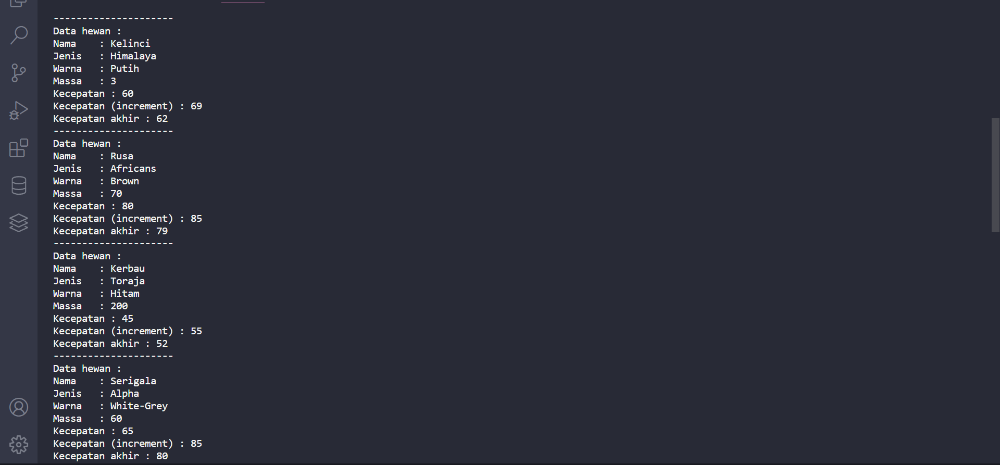 ---------------------
Data hewan :
Nama    : Kelinci
Jenis   : Himalaya
Warna   : Putih
Massa   : 3
Kecepatan : 60
Kecepatan (increment) : 69
Kecepatan akhir : 62
---------------------
Data hewan :
Nama    : Rusa
Jenis   : Africans
Warna   : Brown
Massa   : 70
Kecepatan : 80
Kecepatan (increment) : 85
Kecepatan akhir : 79
---------------------
Data hewan :
Nama    : Kerbau
Jenis   : Toraja
Warna   : Hitam
Massa   : 200
Kecepatan : 45
Kecepatan (increment) : 55
Kecepatan akhir : 52
---------------------
Data hewan :
Nama    : Serigala
Jenis   : Alpha
Warna   : White-Grey
Massa   : 60
Kecepatan : 65
Kecepatan (increment) : 85
Kecepatan akhir : 80